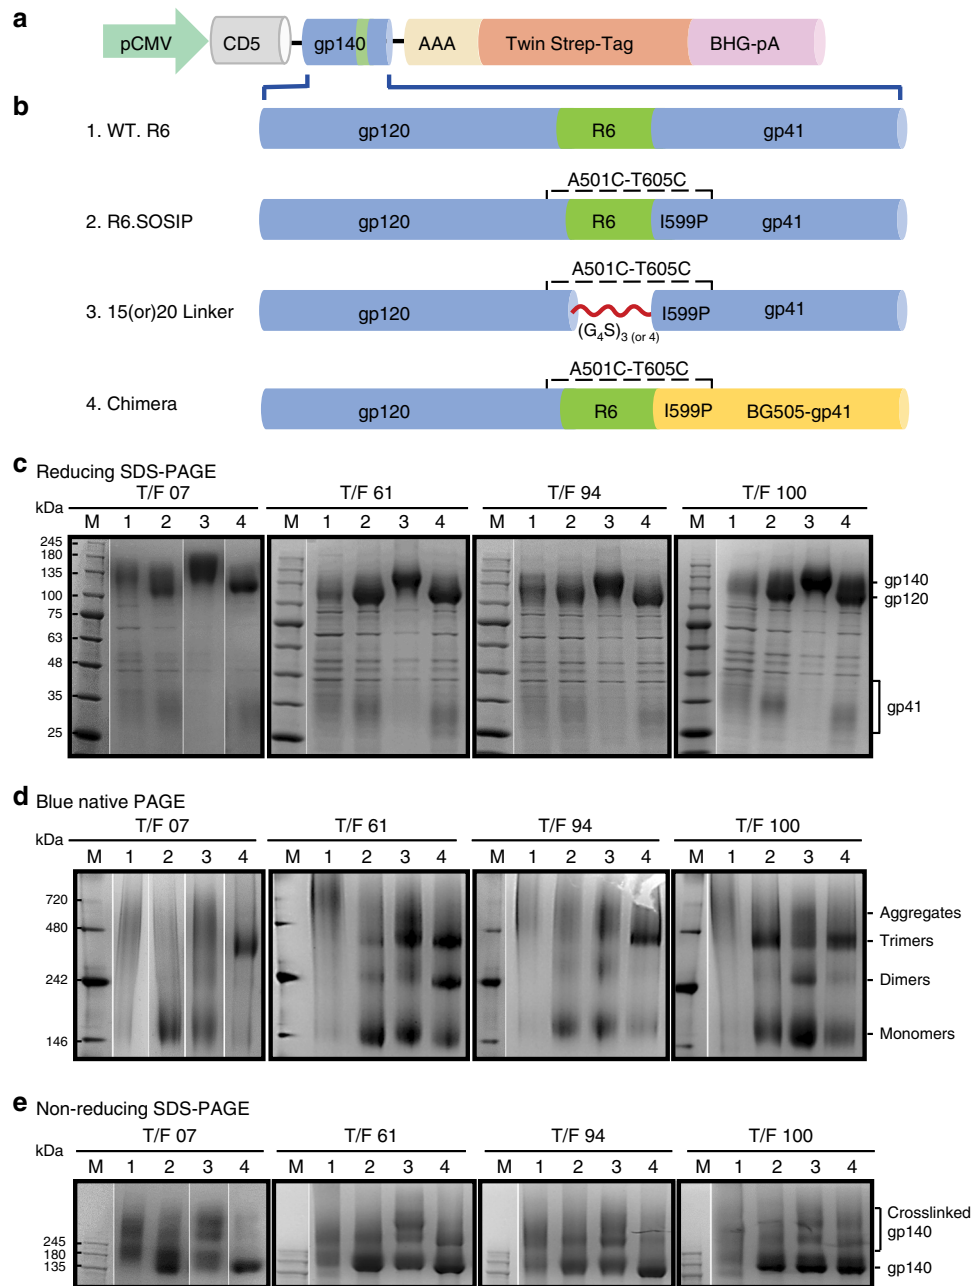 a
pCMV CD5 gp140 AAA Twin Strep-Tag BHG-pA
b
1. WT. R6 gp120 R6 gp41
A501C-T605C
2. R6.SOSIP gp120 R6 I599P gp41
A501C-T605C
3. 15(or)20 Linker gp120 I599P gp41
(G4S)3 (or 4)
A501C-T605C
4. Chimera gp120 R6 I599P BG505-gp41
c Reducing SDS-PAGE
T/F 07 T/F 61 T/F 94 T/F 100
kDa
M 1 2 3 4 M 1 2 3 4 M 1 2 3 4 M 1 2 3 4
245
180
135
100
75
63
48
35
25
gp140
gp120
gp41
d Blue native PAGE
T/F 07 T/F 61 T/F 94 T/F 100
kDa
M 1 2 3 4 M 1 2 3 4 M 1 2 3 4 M 1 2 3 4
720
480
242
146
Aggregates
Trimers
Dimers
Monomers
e Non-reducing SDS-PAGE
T/F 07 T/F 61 T/F 94 T/F 100
kDa
M 1 2 3 4 M 1 2 3 4 M 1 2 3 4 M 1 2 3 4
245
180
135
Crosslinked
gp140
gp140